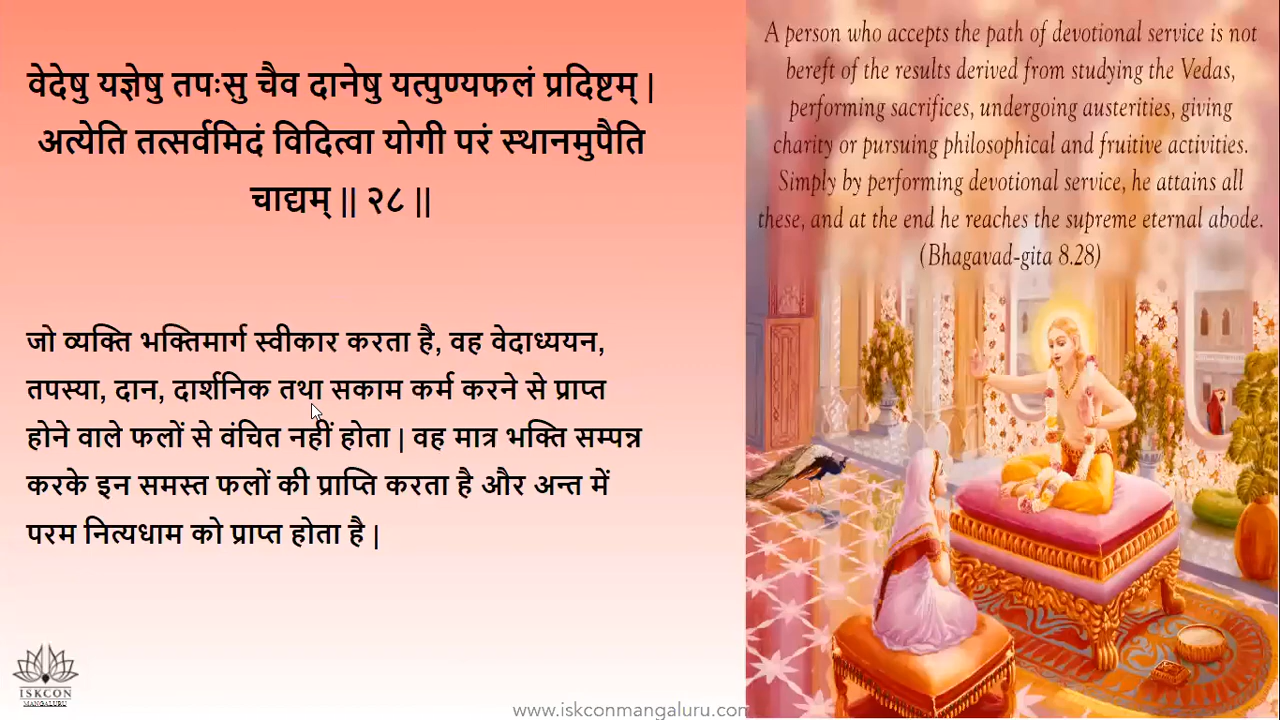 वेदेषु यज्ञेषु तपःसु चैव दानेषु यत्पुण्यफलं प्रदिष्टम् |
अत्येति तत्सर्वमिदं विदित्वा योगी परं स्थानमुपैति
चाद्यम् || २८ ||
जो व्यक्ति भक्तिमार्ग स्वीकार करता है, वह वेदाध्ययन,
तपस्या, दान, दार्शनिक तथा सकाम कर्म करने से प्राप्त
होने वाले फलों से वंचित नहीं होता | वह मात्र भक्ति सम्पन्न
करके इन समस्त फलों की प्राप्ति करता है और अन्त में
परम नित्यधाम को प्राप्त होता है |
A person who accepts the path of devotional service is not
bereft of the results derived from studying the Vedas,
performing sacrifices, undergoing austerities, giving
charity or pursuing philosophical and fruitive activities.
Simply by performing devotional service, he attains all
these, and at the end he reaches the supreme eternal abode.
(Bhagavad-gita 8.28)
ISKCON
MANGALURU
www.iskconmangaluru.com